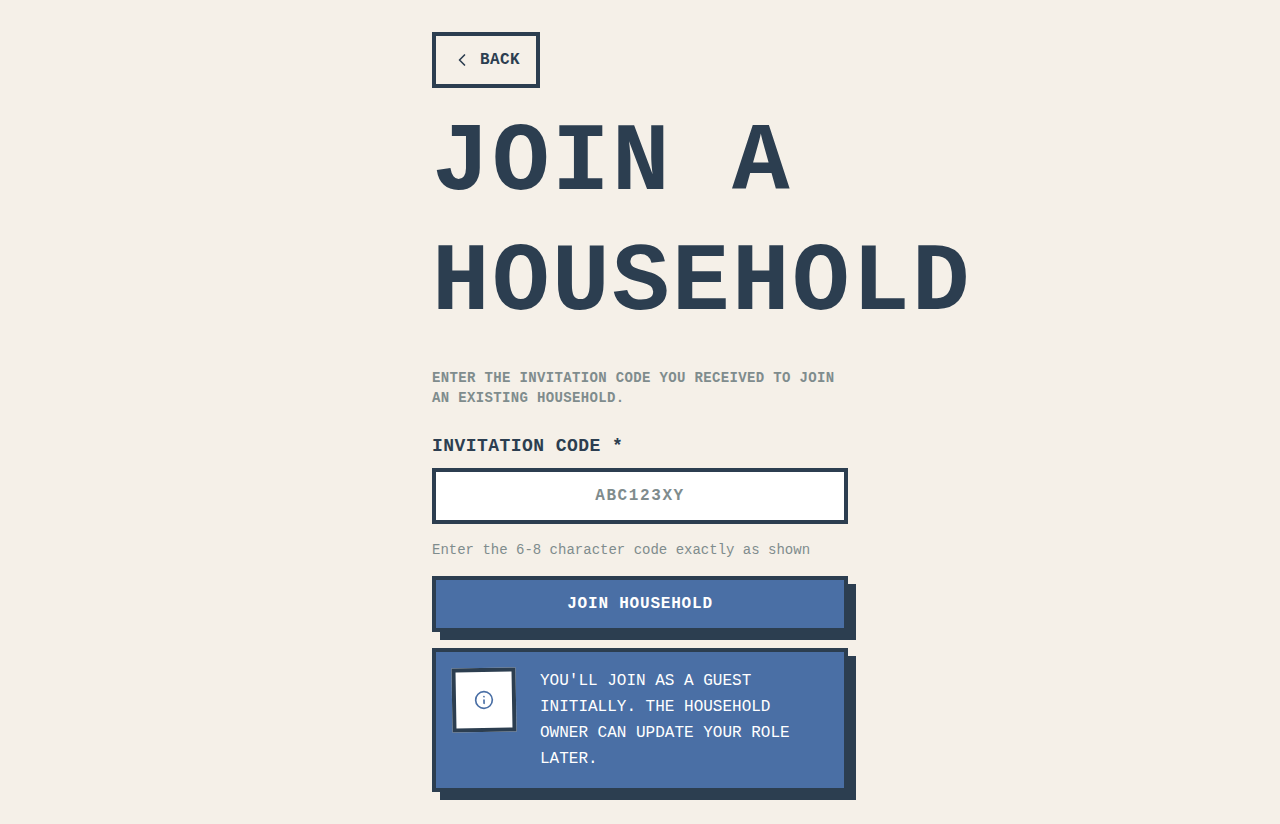 BACK
JOIN A
HOUSEHOLD
ENTER THE INVITATION CODE YOU RECEIVED TO JOIN
AN EXISTING HOUSEHOLD.
INVITATION CODE *
ABC123XY
Enter the 6-8 character code exactly as shown
JOIN HOUSEHOLD
YOU'LL JOIN AS A GUEST
INITIALLY. THE HOUSEHOLD
OWNER CAN UPDATE YOUR ROLE
LATER.